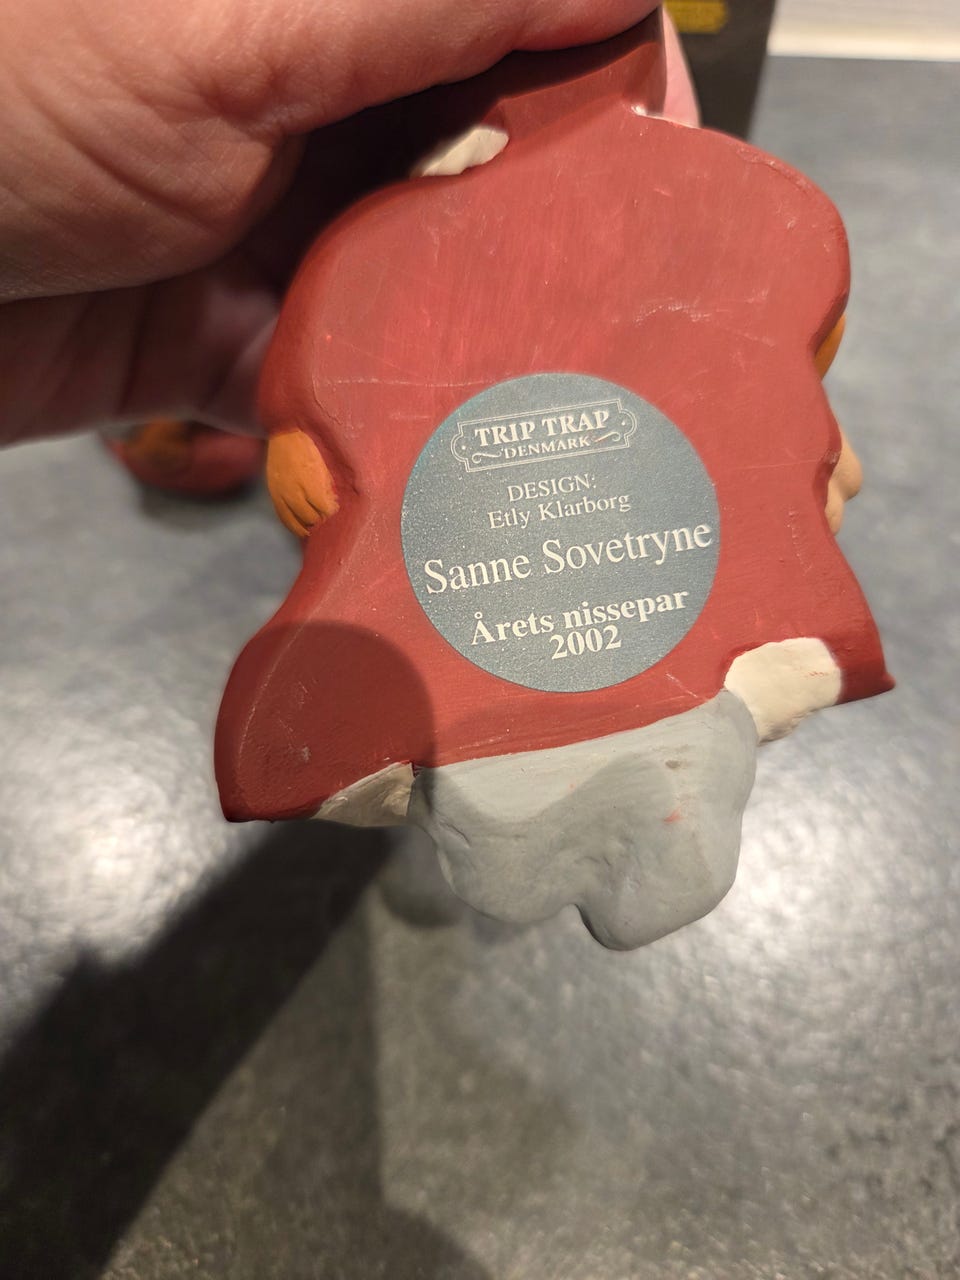 TRIP TRAP
DENMARK
DESIGN:
Etly Klarborg
Sanne Sovetryne
Årets nissepar
2002